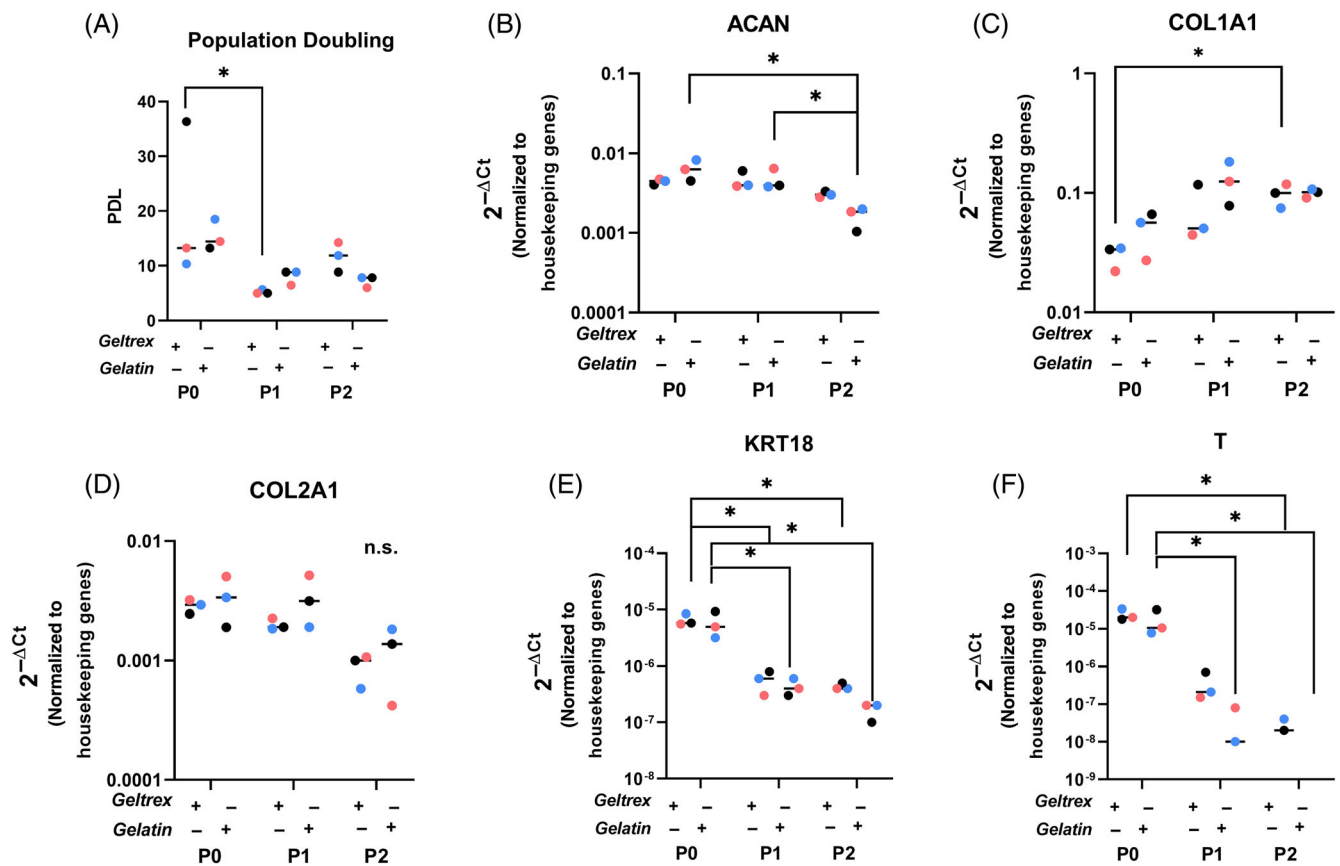 (A)
Population Doubling
*
PDL
40
30
20
10
0
Geltrex + – + – + –
Gelatin – + – + – +
P0 P1 P2
(B)
ACAN
*
*
2^−ΔCt
(Normalized to
housekeeping genes)
0.1
0.01
0.001
0.0001
Geltrex + – + – + –
Gelatin – + – + – +
P0 P1 P2
(C)
COL1A1
*
2^−ΔCt
(Normalized to
housekeeping genes)
1
0.1
0.01
Geltrex + – + – + –
Gelatin – + – + – +
P0 P1 P2
(D)
COL2A1
n.s.
2^−ΔCt
(Normalized to
housekeeping genes)
0.01
0.001
0.0001
Geltrex + – + – + –
Gelatin – + – + – +
P0 P1 P2
(E)
KRT18
*
*
*
*
2^−ΔCt
(Normalized to
housekeeping genes)
10^-4
10^-5
10^-6
10^-7
10^-8
Geltrex + – + – + –
Gelatin – + – + – +
P0 P1 P2
(F)
T
*
*
*
2^−ΔCt
(Normalized to
housekeeping genes)
10^-3
10^-4
10^-5
10^-6
10^-7
10^-8
10^-9
Geltrex + – + – + –
Gelatin – + – + – +
P0 P1 P2